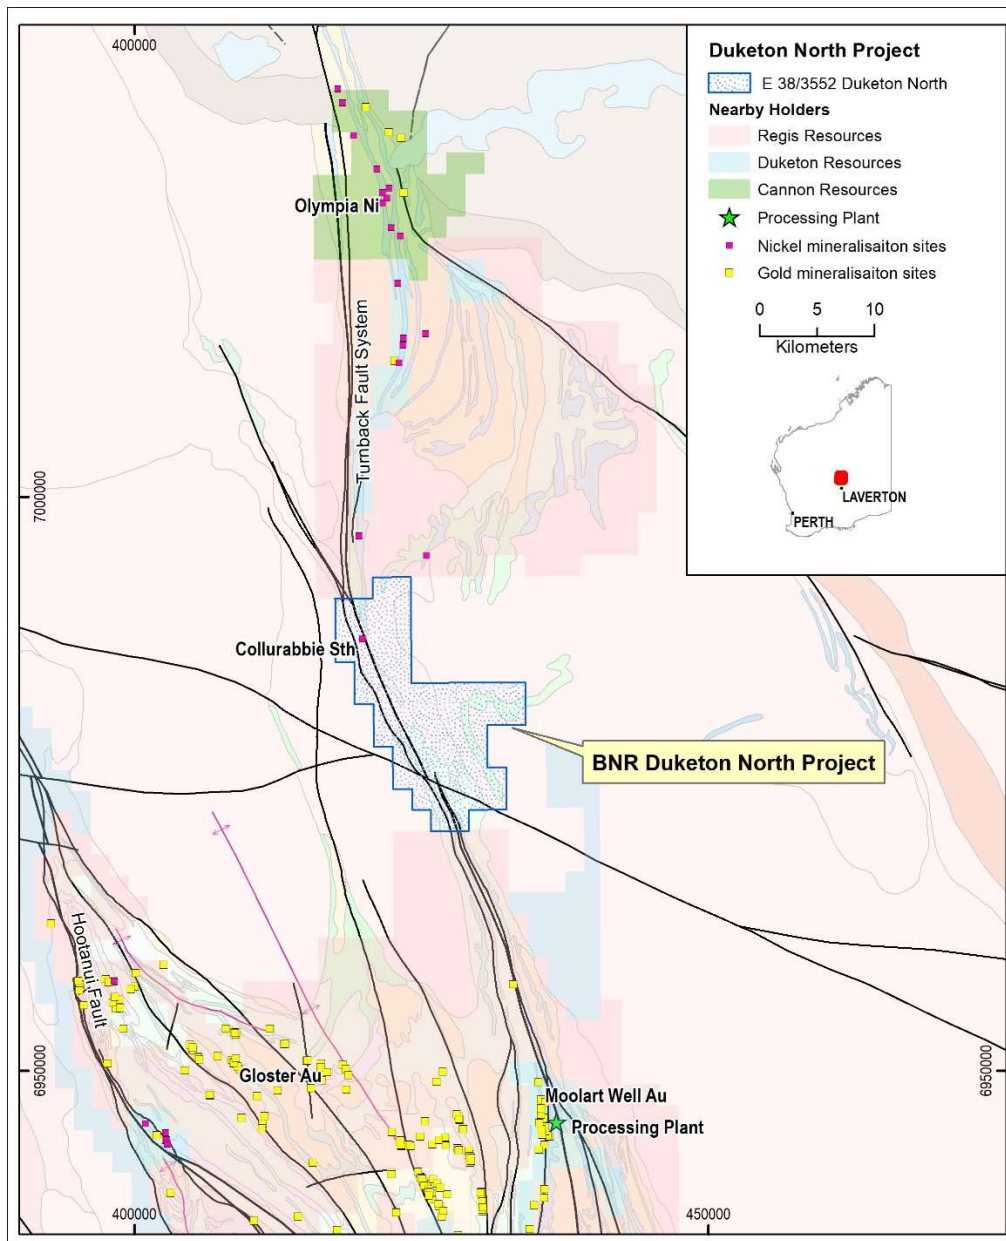 400000
Duketon North Project
E 38/3552 Duketon North
Nearby Holders
Regis Resources
Duketon Resources
Cannon Resources
Processing Plant
Nickel mineralisaiton sites
Gold mineralisaiton sites
0 5 10
Kilometers
LAVERTON
PERTH
Olympia Ni
Turnback Fault System
7000000
7000000
Collurabbie Sth
BNR Duketon North Project
Hootanui Fault
Gloster Au
Moolart Well Au
Processing Plant
6950000
6950000
400000
450000